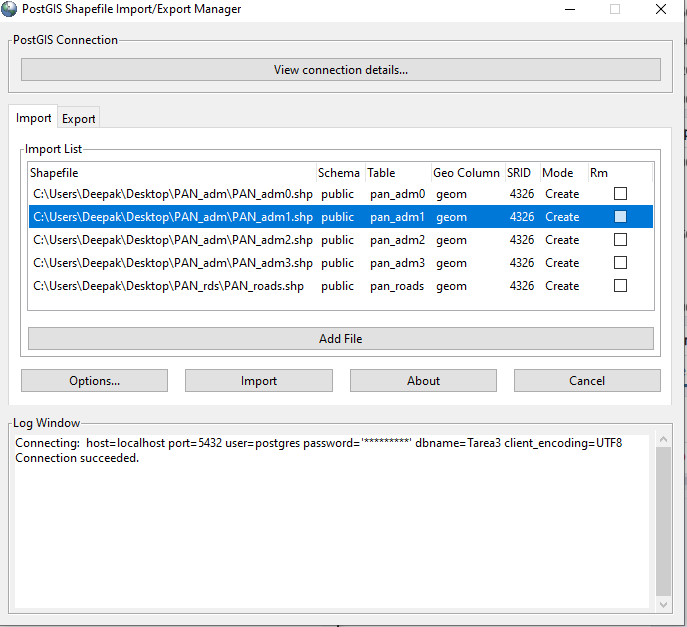 PostGIS Shapefile Import/Export Manager
PostGIS Connection
View connection details...
Import Export
Import List
Shapefile Schema Table Geo Column SRID Mode Rm
C:\Users\Deepak\Desktop\PAN_adm\PAN_adm0.shp public pan_adm0 geom 4326 Create
C:\Users\Deepak\Desktop\PAN_adm\PAN_adm1.shp public pan_adm1 geom 4326 Create
C:\Users\Deepak\Desktop\PAN_adm\PAN_adm2.shp public pan_adm2 geom 4326 Create
C:\Users\Deepak\Desktop\PAN_adm\PAN_adm3.shp public pan_adm3 geom 4326 Create
C:\Users\Deepak\Desktop\PAN_rds\PAN_roads.shp public pan_roads geom 4326 Create
Add File
Options... Import About Cancel
Log Window
Connecting: host=localhost port=5432 user=postgres password='*********' dbname=Tarea3 client_encoding=UTF8
Connection succeeded.